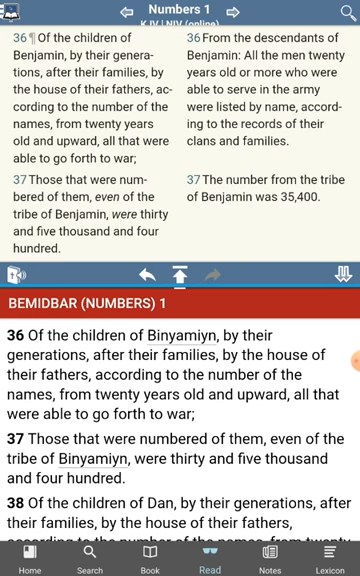 Numbers 1
KJV | NIV (online)
36 ¶ Of the children of
Benjamin, by their genera-
tions, after their families, by
the house of their fathers, ac-
cording to the number of the
names, from twenty years
old and upward, all that were
able to go forth to war;
37 Those that were num-
bered of them, even of the
tribe of Benjamin, were thirty
and five thousand and four
hundred.
36 From the descendants of
Benjamin: All the men twenty
years old or more who were
able to serve in the army
were listed by name, accord-
ing to the records of their
clans and families.
37 The number from the tribe
of Benjamin was 35,400.
BEMIDBAR (NUMBERS) 1
36 Of the children of Binyamiyn, by their
generations, after their families, by the house of
their fathers, according to the number of the
names, from twenty years old and upward, all that
were able to go forth to war;
37 Those that were numbered of them, even of the
tribe of Binyamiyn, were thirty and five thousand
and four hundred.
38 Of the children of Dan, by their generations, after
their families, by the house of their fathers,
according to the number of the names, from twenty
Home
Search
Book
Read
Notes
Lexicon